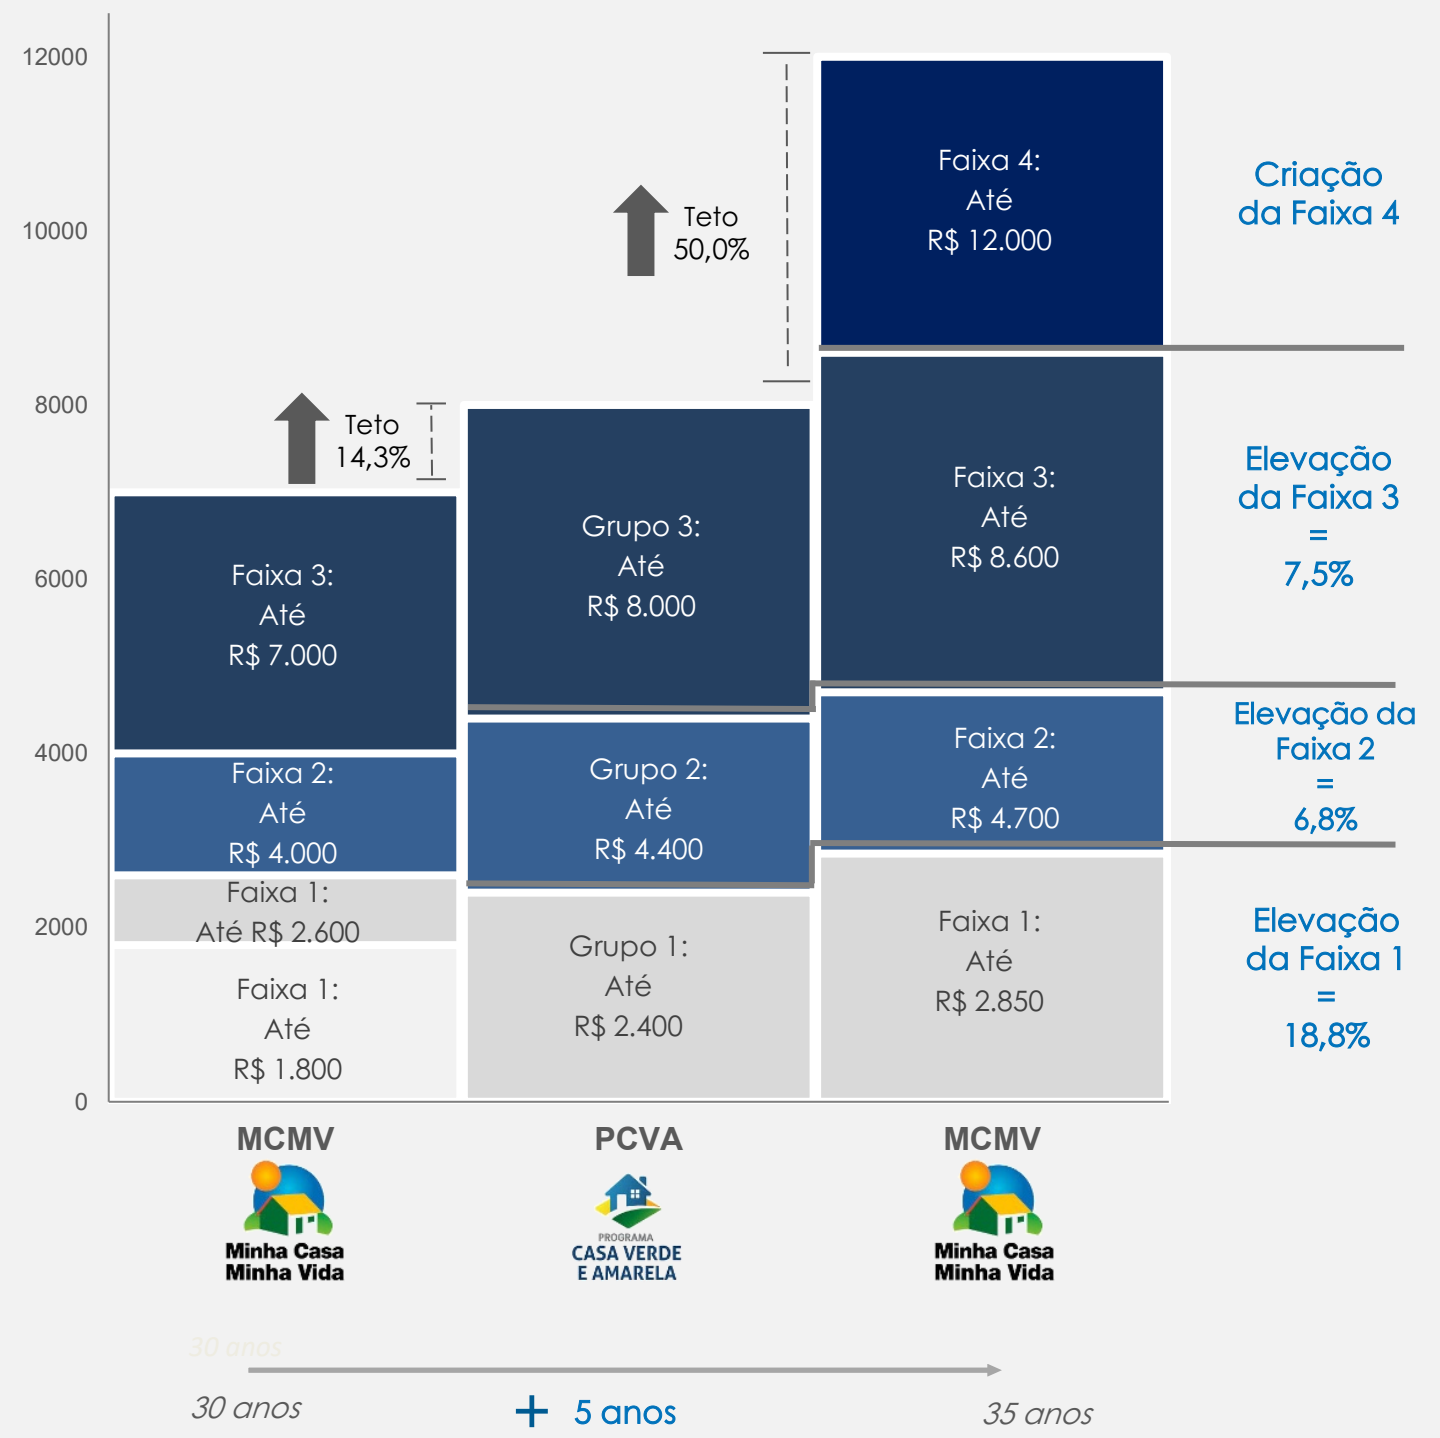 12000
10000
8000
6000
4000
2000
0
Teto
14,3%
Teto
50,0%
Faixa 3:
Até
R$ 7.000
Faixa 2:
Até
R$ 4.000
Faixa 1:
Até R$ 2.600
Faixa 1:
Até
R$ 1.800
Grupo 3:
Até
R$ 8.000
Grupo 2:
Até
R$ 4.400
Grupo 1:
Até
R$ 2.400
Faixa 4:
Até
R$ 12.000
Faixa 3:
Até
R$ 8.600
Faixa 2:
Até
R$ 4.700
Faixa 1:
Até
R$ 2.850
Criação
da Faixa 4
Elevação
da Faixa 3
=
7,5%
Elevação da
Faixa 2
=
6,8%
Elevação
da Faixa 1
=
18,8%
MCMV
Minha Casa
Minha Vida
PCVA
PROGRAMA
CASA VERDE
E AMARELA
MCMV
Minha Casa
Minha Vida
30 anos
30 anos
+ 5 anos
35 anos